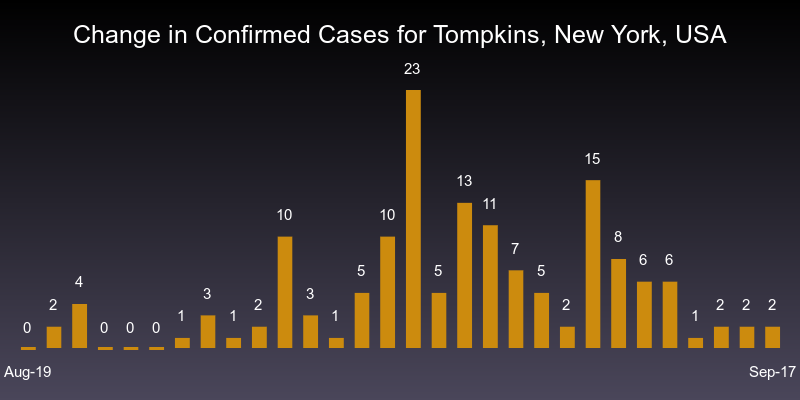 Change in Confirmed Cases for Tompkins, New York, USA
0 2 4 0 0 0 1 3 1 2 10 3 1 5 10 23 5 13 11 7 5 2 15 8 6 6 1 2 2 2
Aug-19 Sep-17